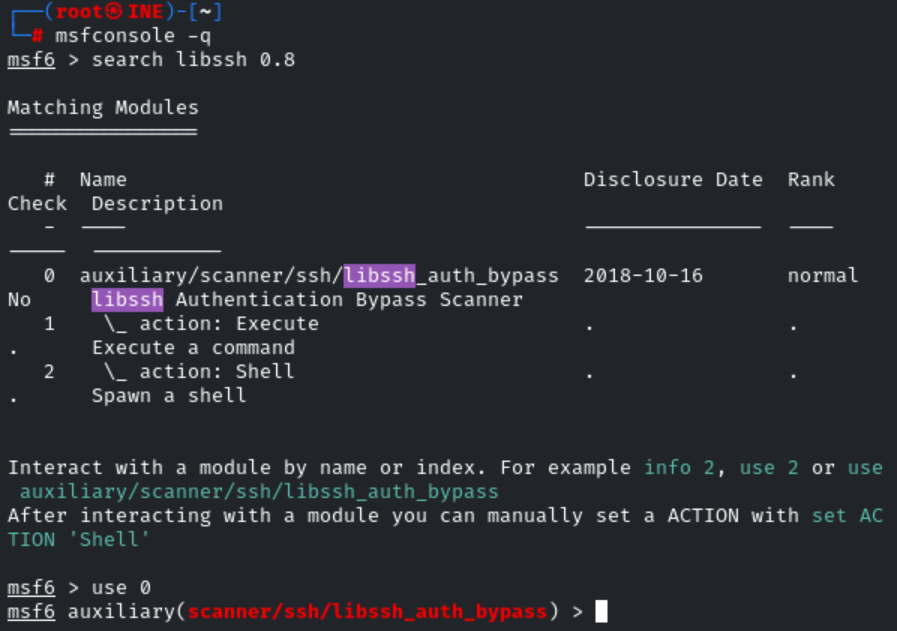 (root㉿INE)-[~]
# msfconsole -q
msf6 > search libssh 0.8
Matching Modules
================
#  Name                                      Disclosure Date  Rank
Check  Description
-  ----                                      ---------------  ----
-----  -----------
0  auxiliary/scanner/ssh/libssh_auth_bypass  2018-10-16       normal
No     libssh Authentication Bypass Scanner
1    \_ action: Execute                      .                .
.      Execute a command
2    \_ action: Shell                        .                .
.      Spawn a shell
Interact with a module by name or index. For example info 2, use 2 or use
auxiliary/scanner/ssh/libssh_auth_bypass
After interacting with a module you can manually set a ACTION with set AC
TION 'Shell'
msf6 > use 0
msf6 auxiliary(scanner/ssh/libssh_auth_bypass) >